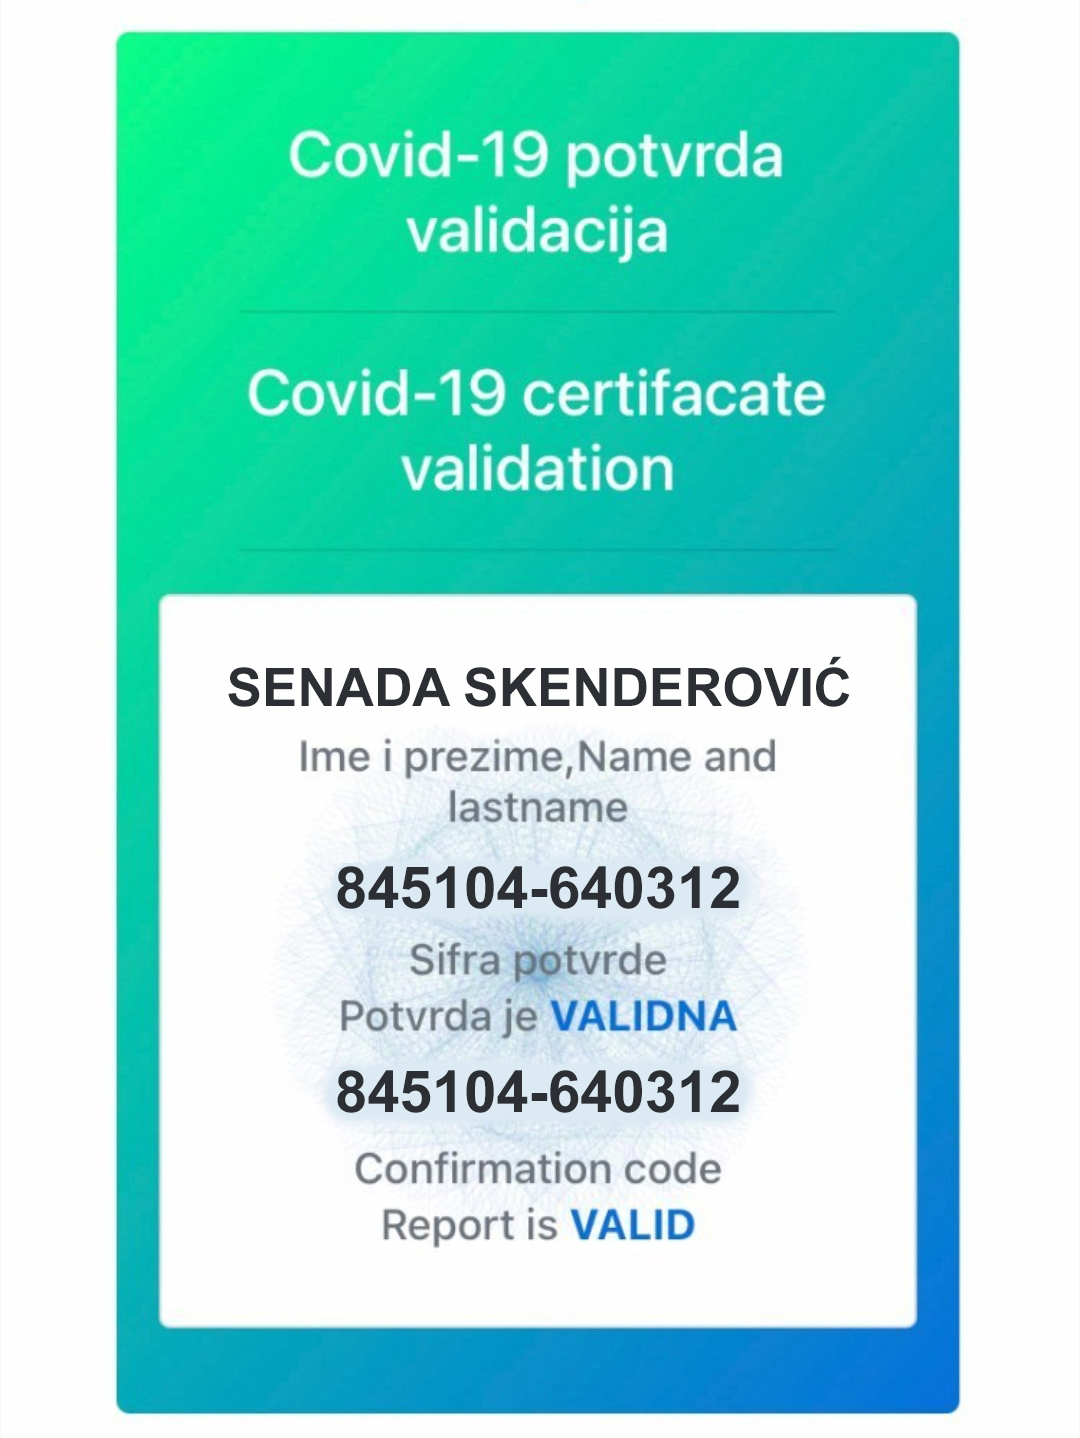 Covid-19 potvrda
validacija
Covid-19 certifacate
validation
SENADA SKENDEROVIĆ
Ime i prezime,Name and
lastname
845104-640312
Sifra potvrde
Potvrda je VALIDNA
845104-640312
Confirmation code
Report is VALID